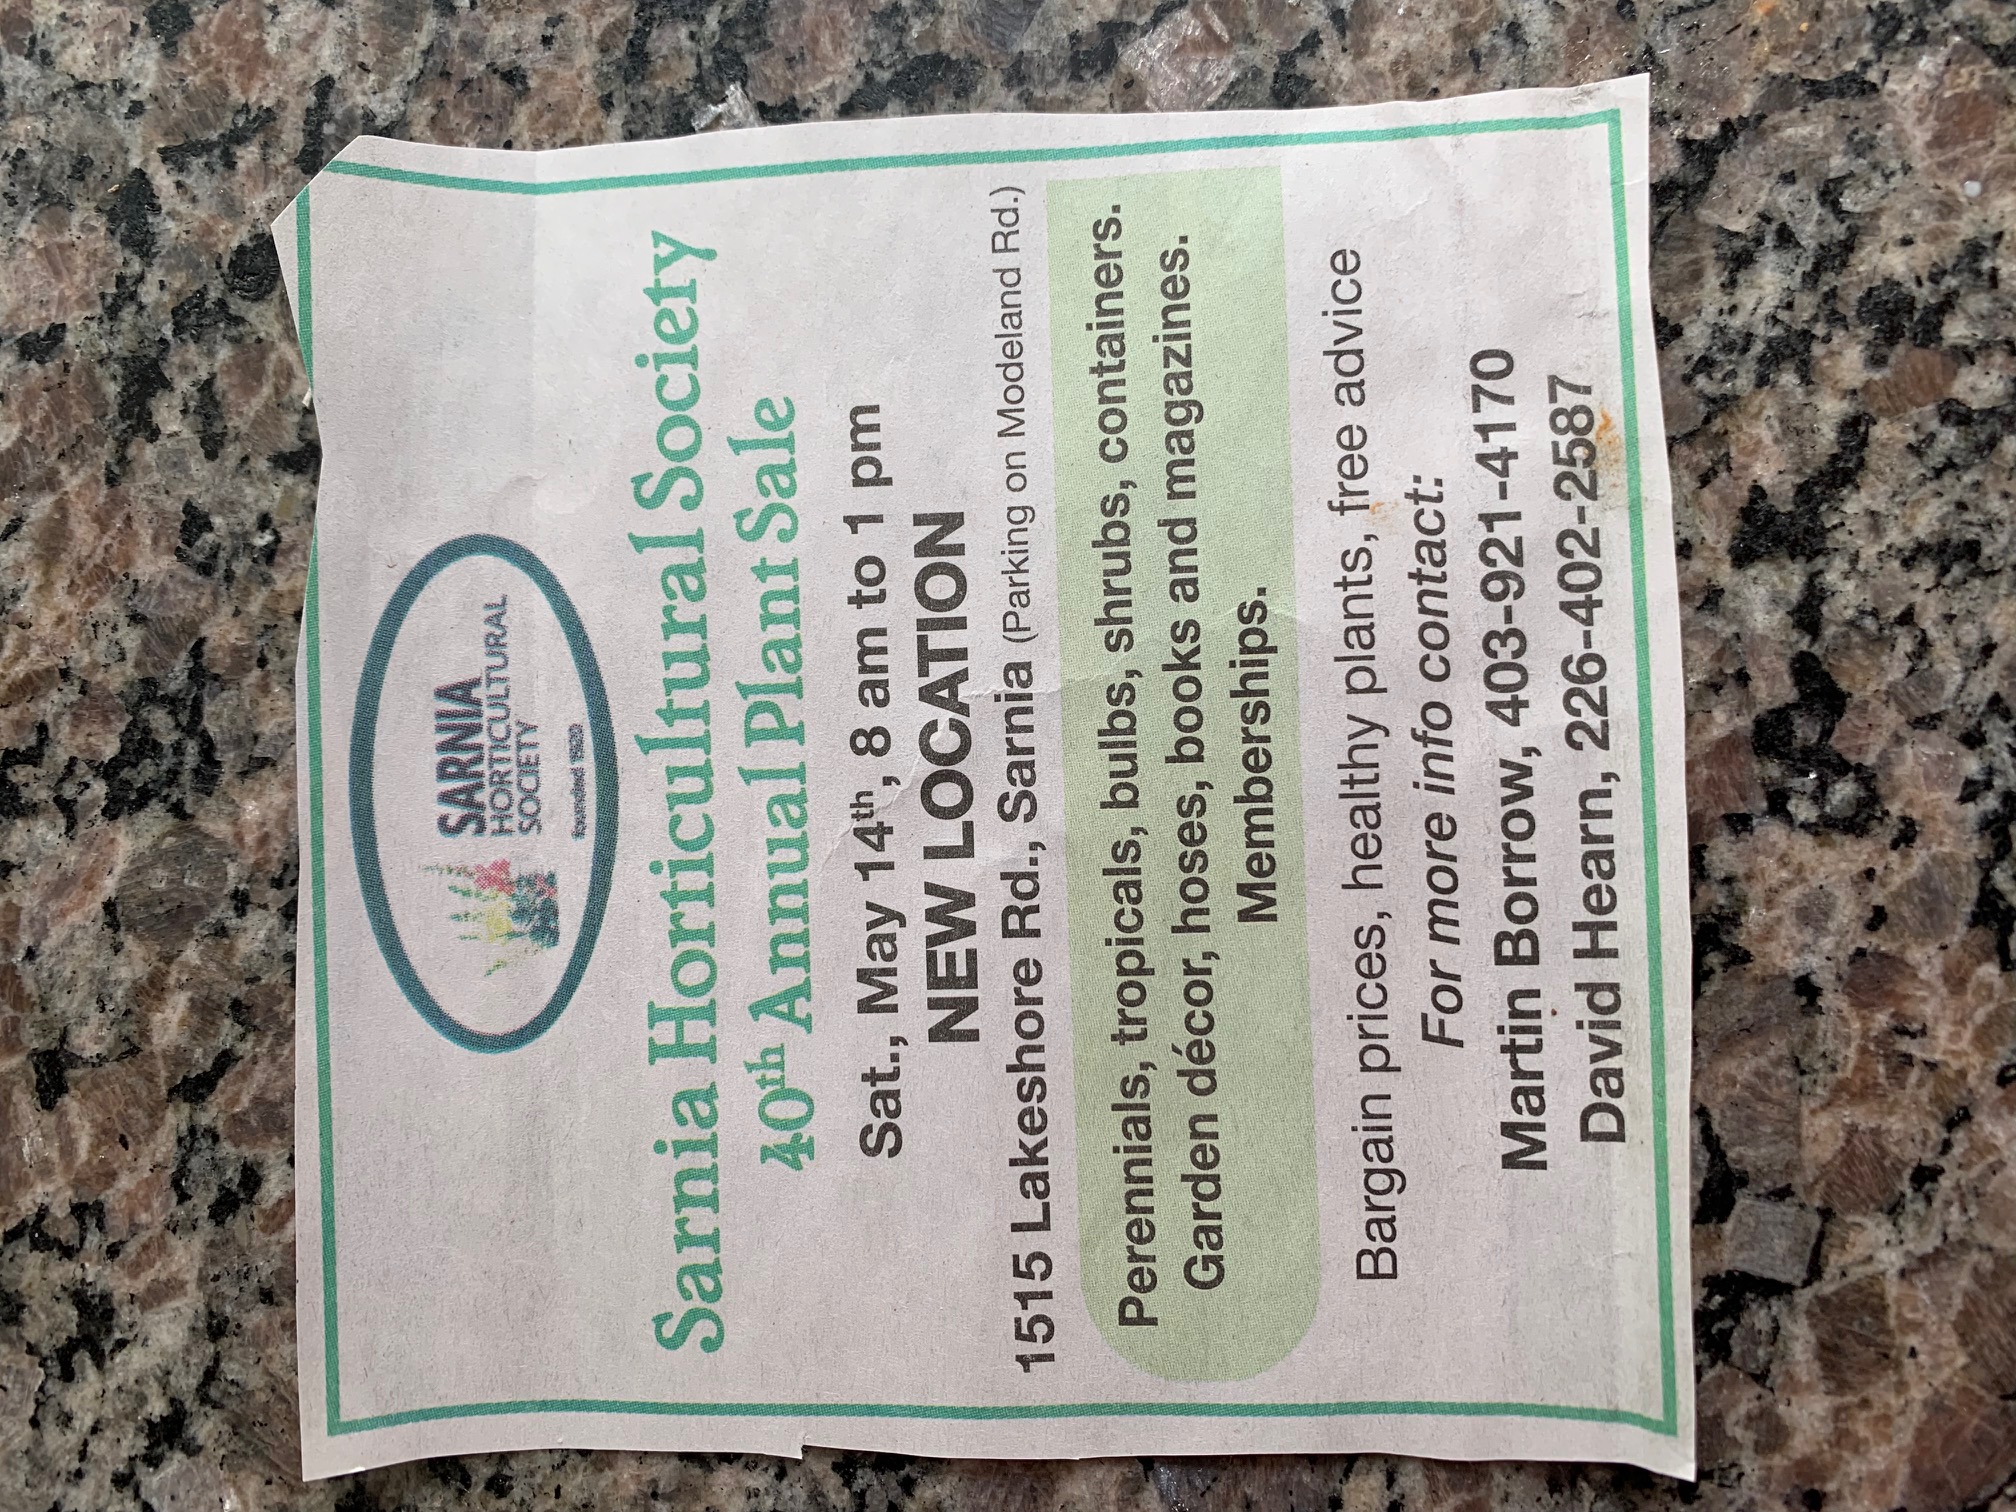 SARNIA
HORTICULTURAL
SOCIETY
founded 1920
Sarnia Horticultural Society
40th Annual Plant Sale
Sat., May 14th, 8 am to 1 pm
NEW LOCATION
1515 Lakeshore Rd., Sarnia (Parking on Modeland Rd.)
Perennials, tropicals, bulbs, shrubs, containers.
Garden décor, hoses, books and magazines.
Memberships.
Bargain prices, healthy plants, free advice
For more info contact:
Martin Borrow, 403-921-4170
David Hearn, 226-402-2587